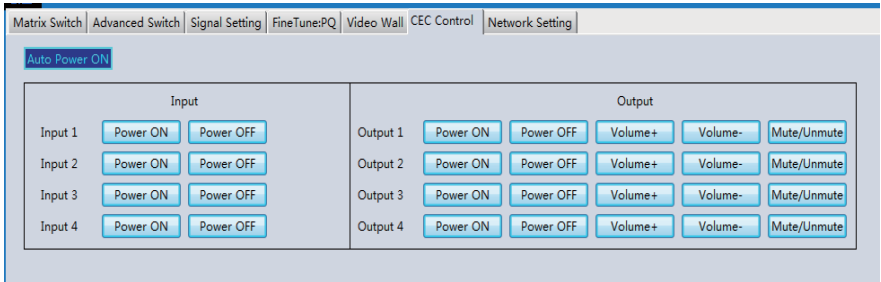 Matrix Switch Advanced Switch Signal Setting FineTune:PQ Video Wall CEC Control Network Setting
Auto Power ON
Input Output
Input 1 Power ON Power OFF Output 1 Power ON Power OFF Volume+ Volume- Mute/Unmute
Input 2 Power ON Power OFF Output 2 Power ON Power OFF Volume+ Volume- Mute/Unmute
Input 3 Power ON Power OFF Output 3 Power ON Power OFF Volume+ Volume- Mute/Unmute
Input 4 Power ON Power OFF Output 4 Power ON Power OFF Volume+ Volume- Mute/Unmute